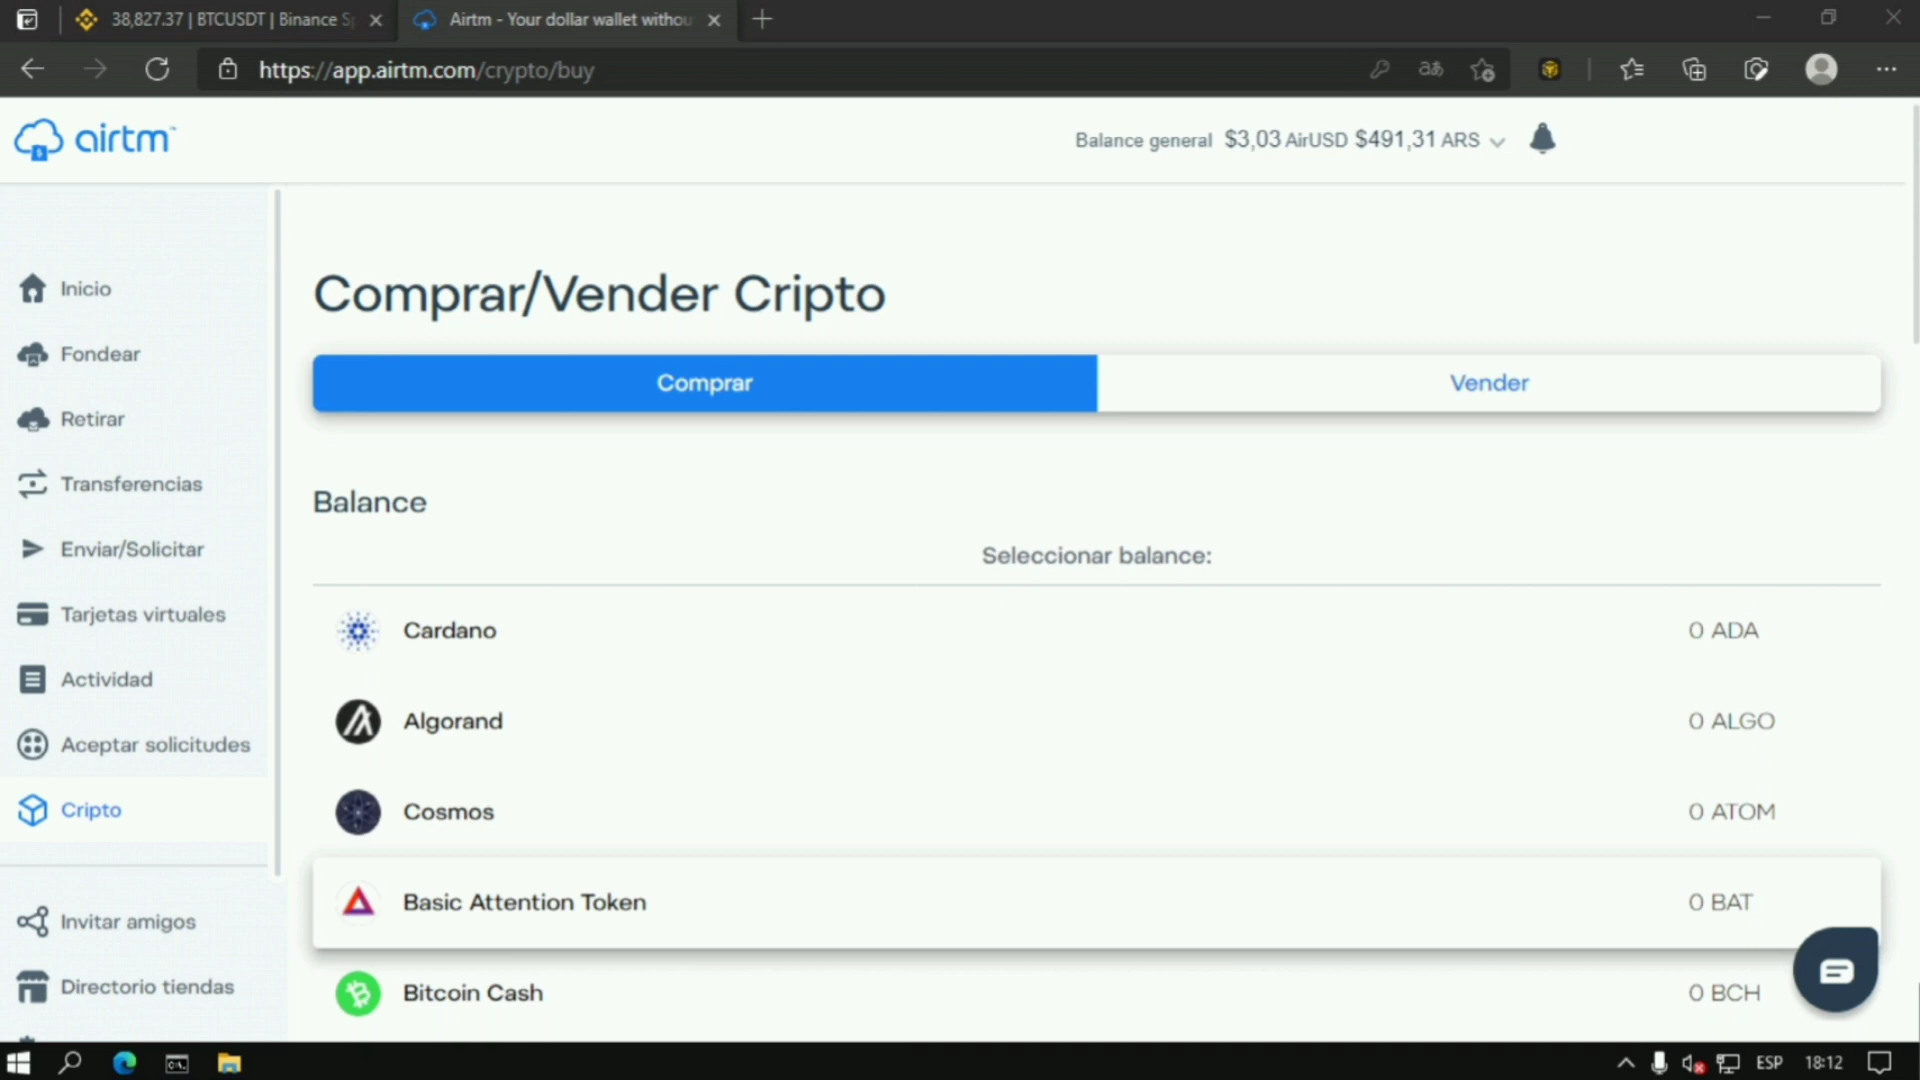 38,827.37 | BTCUSDT | Binance Sp
Airtm - Your dollar wallet withou
https://app.airtm.com/crypto/buy
airtm
Balance general $3,03 AirUSD $491,31 ARS
Inicio
Fondear
Retirar
Transferencias
Enviar/Solicitar
Tarjetas virtuales
Actividad
Aceptar solicitudes
Cripto
Invitar amigos
Directorio tiendas
Comprar/Vender Cripto
Comprar
Vender
Balance
Seleccionar balance:
Cardano 0 ADA
Algorand 0 ALGO
Cosmos 0 ATOM
Basic Attention Token 0 BAT
Bitcoin Cash 0 BCH
ESP 18:12